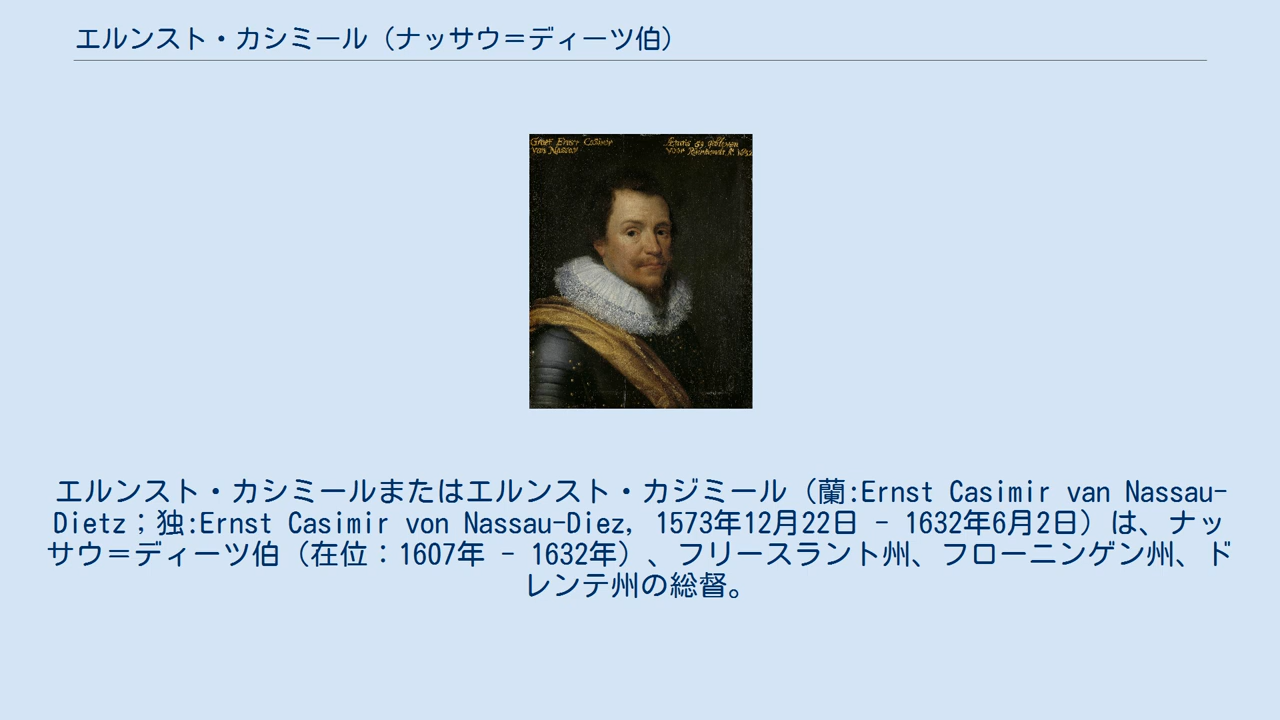 エルンスト・カシミール（ナッサウ＝ディーツ伯）
Graef Ernst Casimir
van Nassau
エルンスト・カシミールまたはエルンスト・カジミール（蘭:Ernst Casimir van Nassau-
Dietz；独:Ernst Casimir von Nassau-Diez, 1573年12月22日 - 1632年6月2日）は、ナッ
サウ＝ディーツ伯（在位：1607年 - 1632年）、フリースラント州、フローニンゲン州、ド
レンテ州の総督。